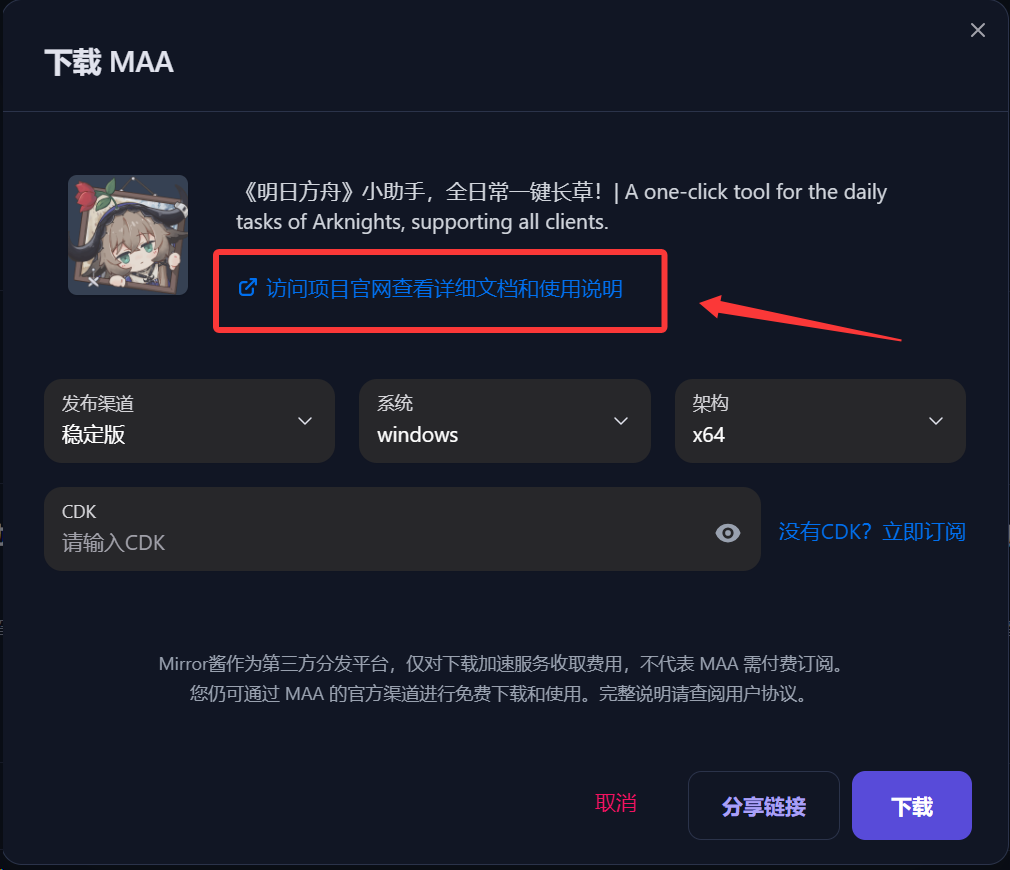 下载 MAA
《明日方舟》小助手，全日常一键长草！| A one-click tool for the daily
tasks of Arknights, supporting all clients.
访问项目官网查看详细文档和使用说明
发布渠道
稳定版
系统
windows
架构
x64
CDK
请输入CDK
没有CDK？立即订阅
Mirror酱作为第三方分发平台，仅对下载加速服务收取费用，不代表 MAA 需付费订阅。
您仍可通过 MAA 的官方渠道进行免费下载和使用。完整说明请查阅用户协议。
取消
分享链接
下载